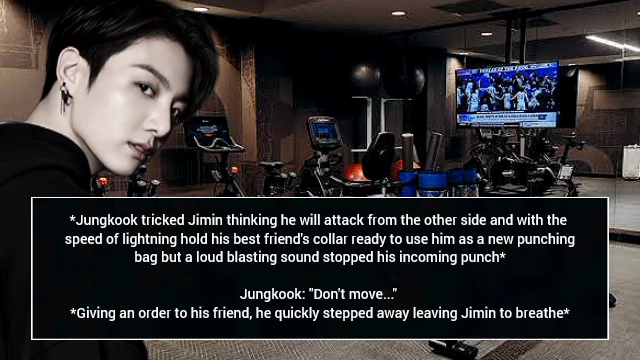 *Jungkook tricked Jimin thinking he will attack from the other side and with the
speed of lightning hold his best friend's collar ready to use him as a new punching
bag but a loud blasting sound stopped his incoming punch*
Jungkook: "Don't move..."
*Giving an order to his friend, he quickly stepped away leaving Jimin to breathe*